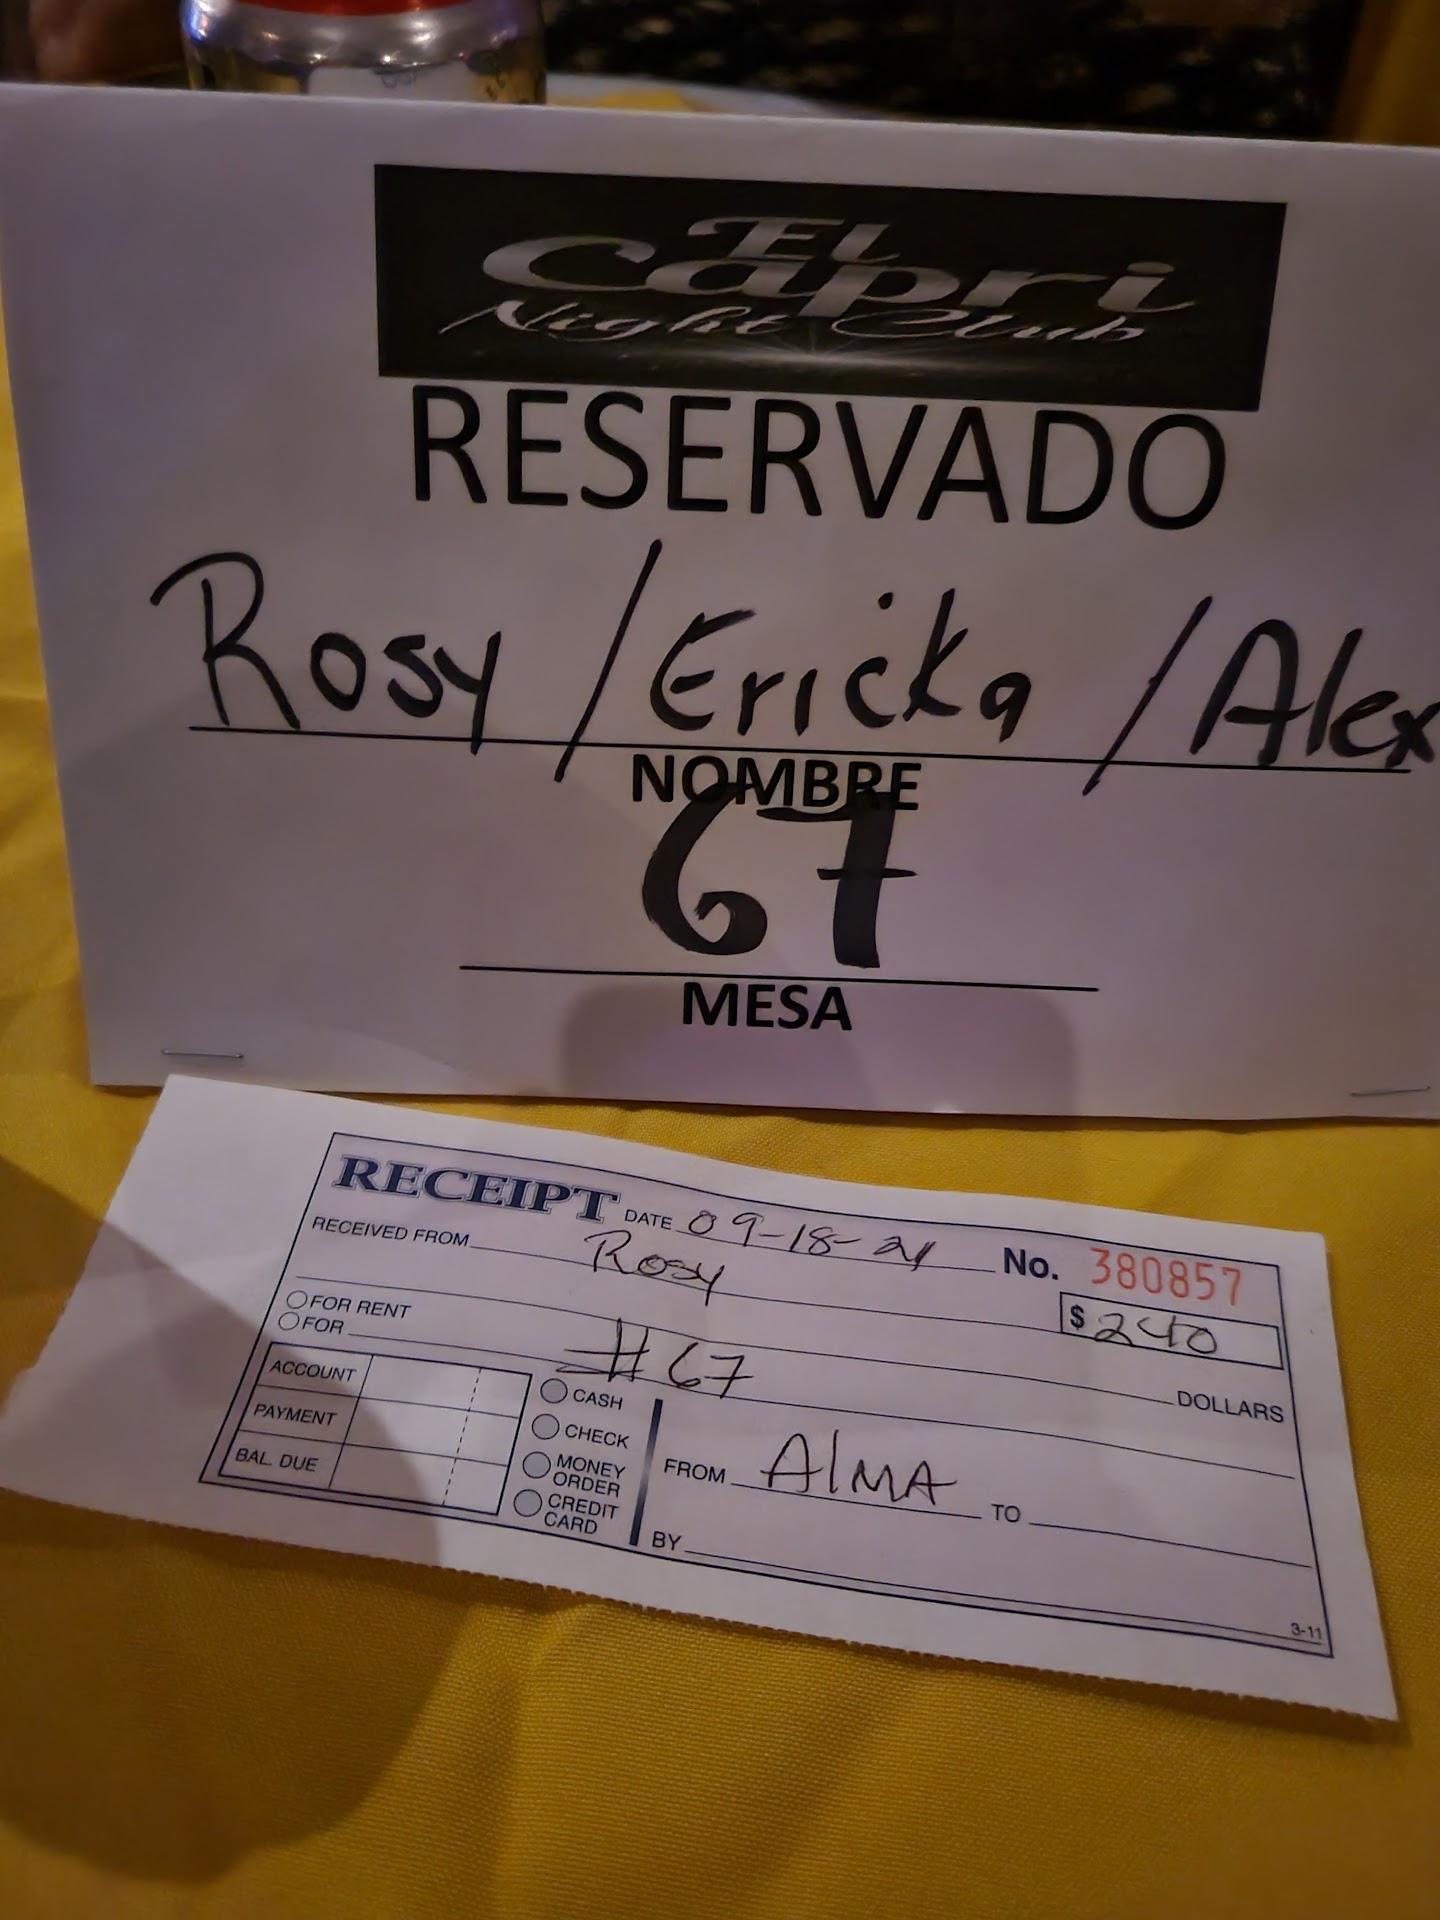 El
Capri
Night Club
RESERVADO
Rosy / Ericka / Alex
NOMBRE
67
MESA
RECEIPT DATE 09-18-21 No. 380857
RECEIVED FROM Rosy $ 240
FOR RENT
FOR #67 DOLLARS
ACCOUNT
PAYMENT
BAL. DUE
CASH
CHECK
MONEY ORDER
CREDIT CARD
FROM AlMA TO
BY
3-11